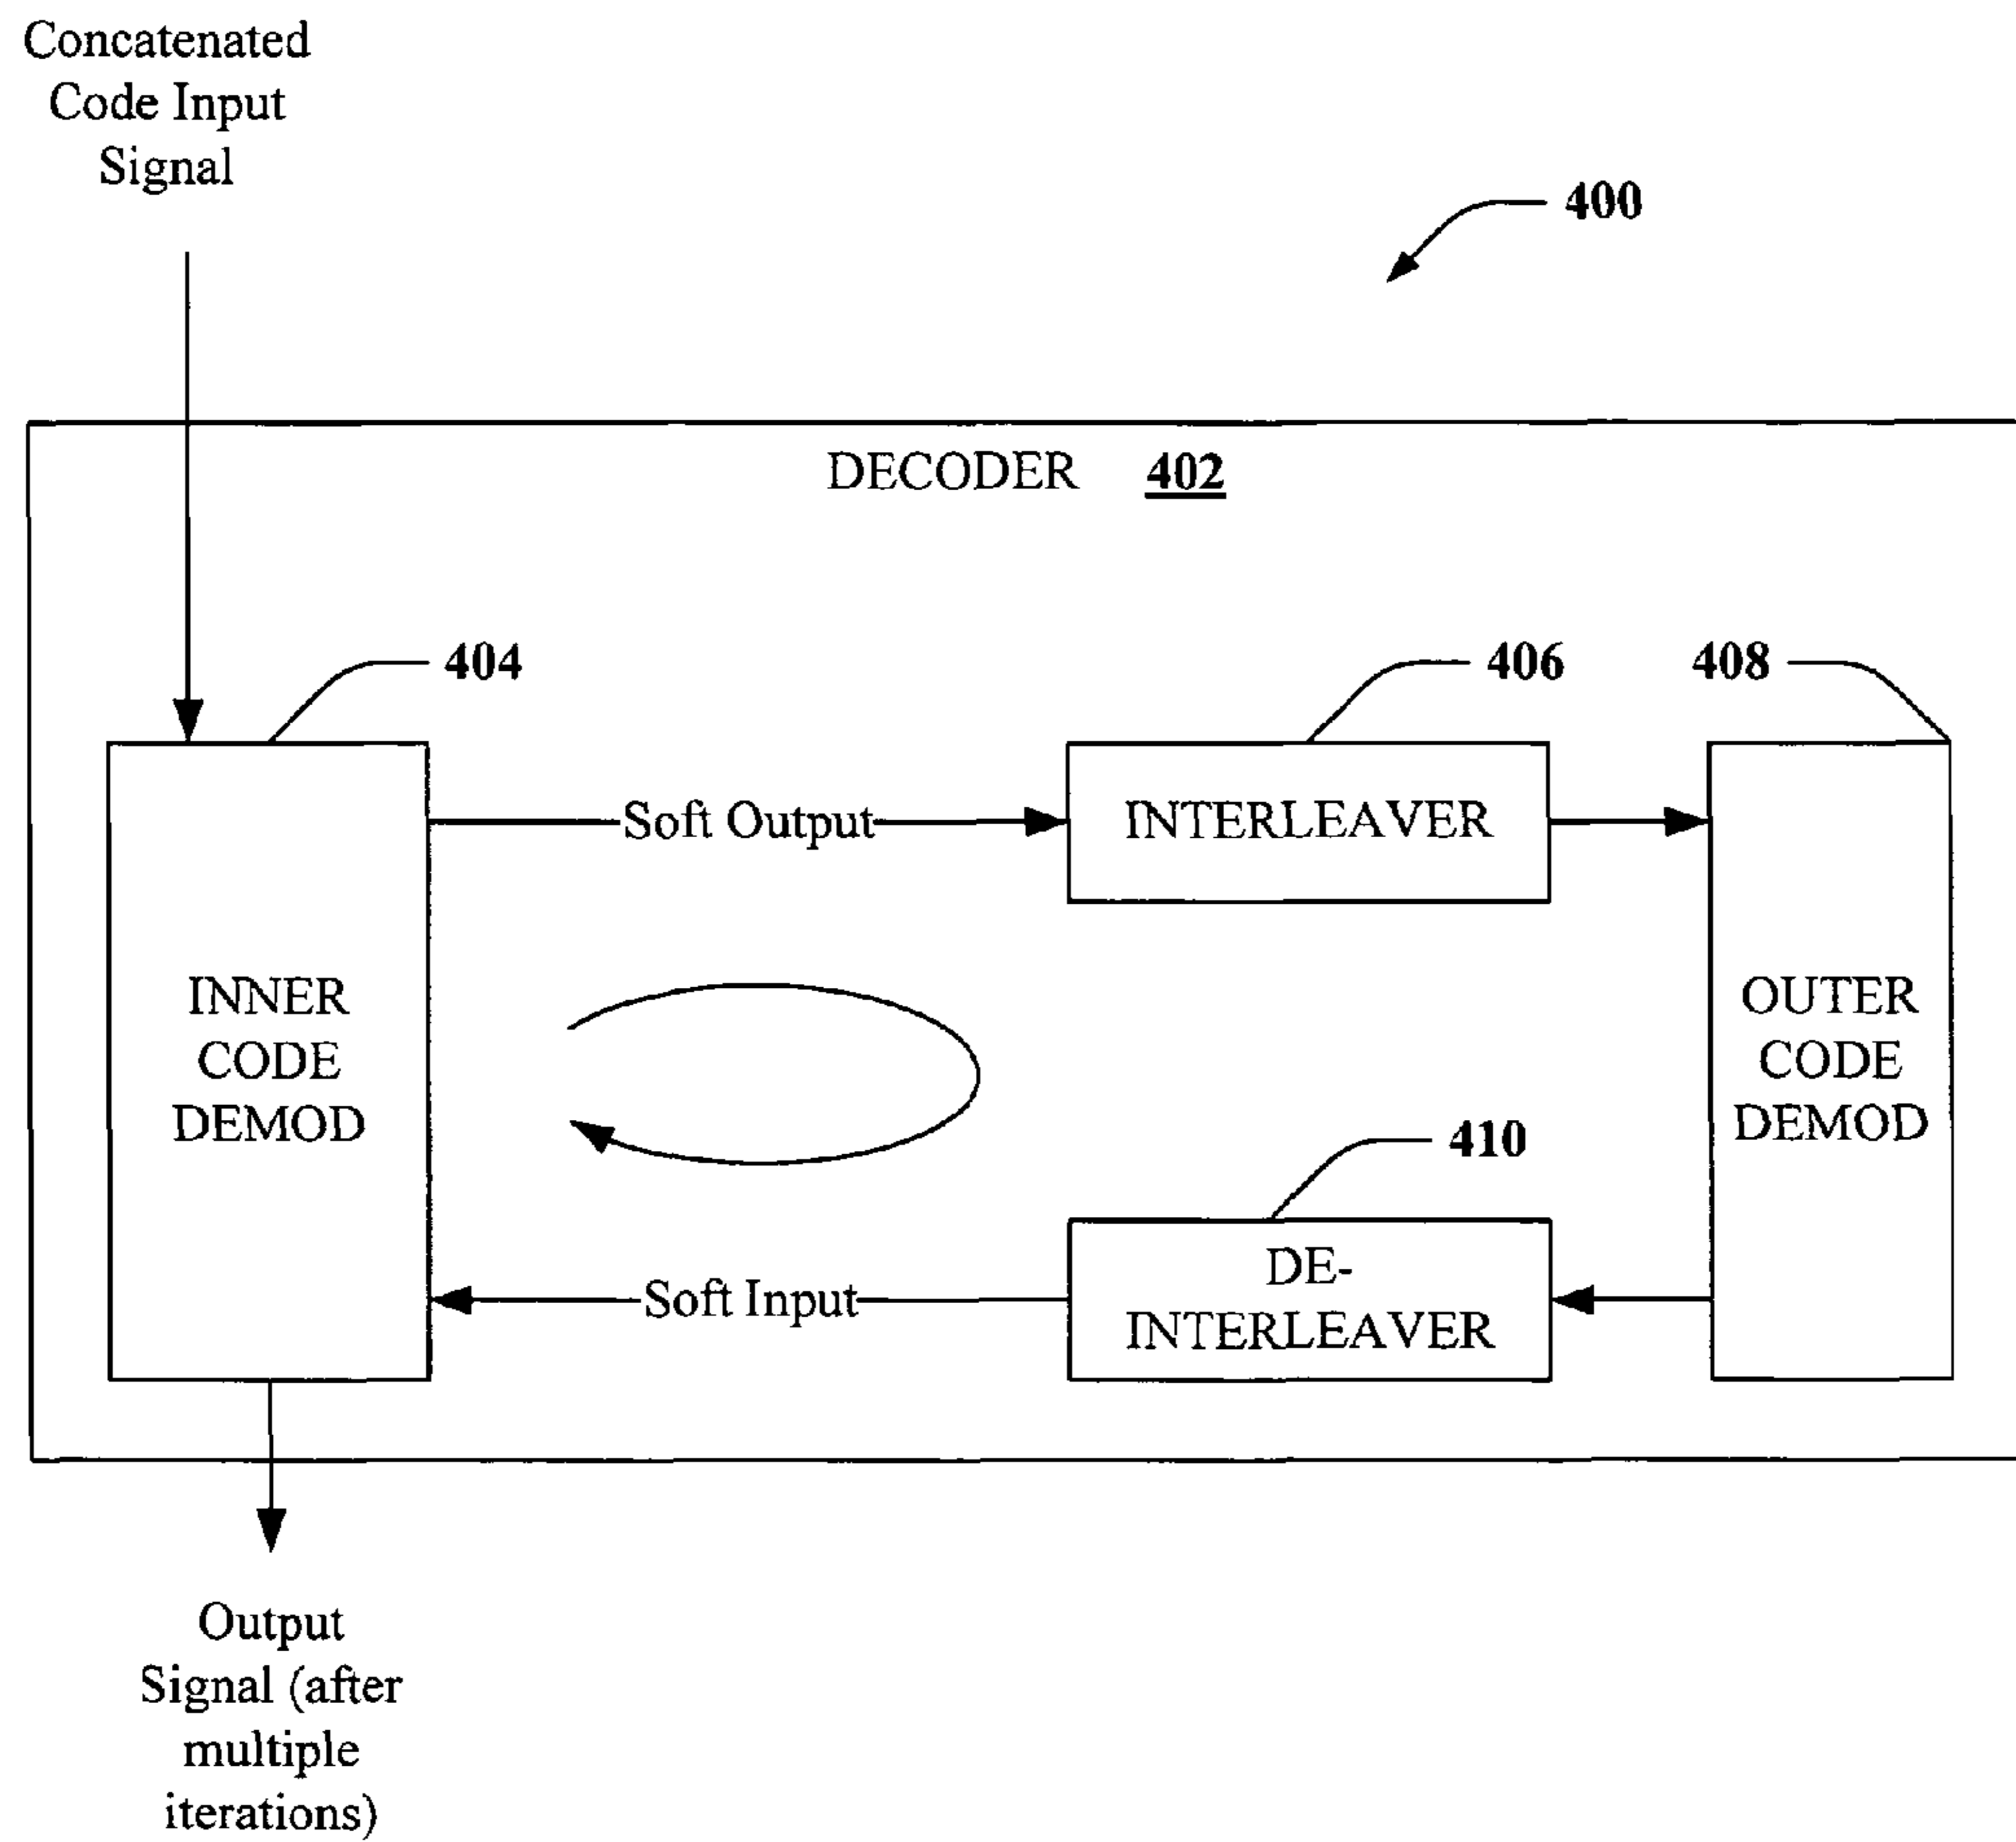 Concatenated
Code Input
Signal
400
DECODER 402
404
406
408
Soft Output
INTERLEAVER
INNER
CODE
DEMOD
OUTER
CODE
DEMOD
410
Soft Input
DE-
INTERLEAVER
Output
Signal (after
multiple
iterations)